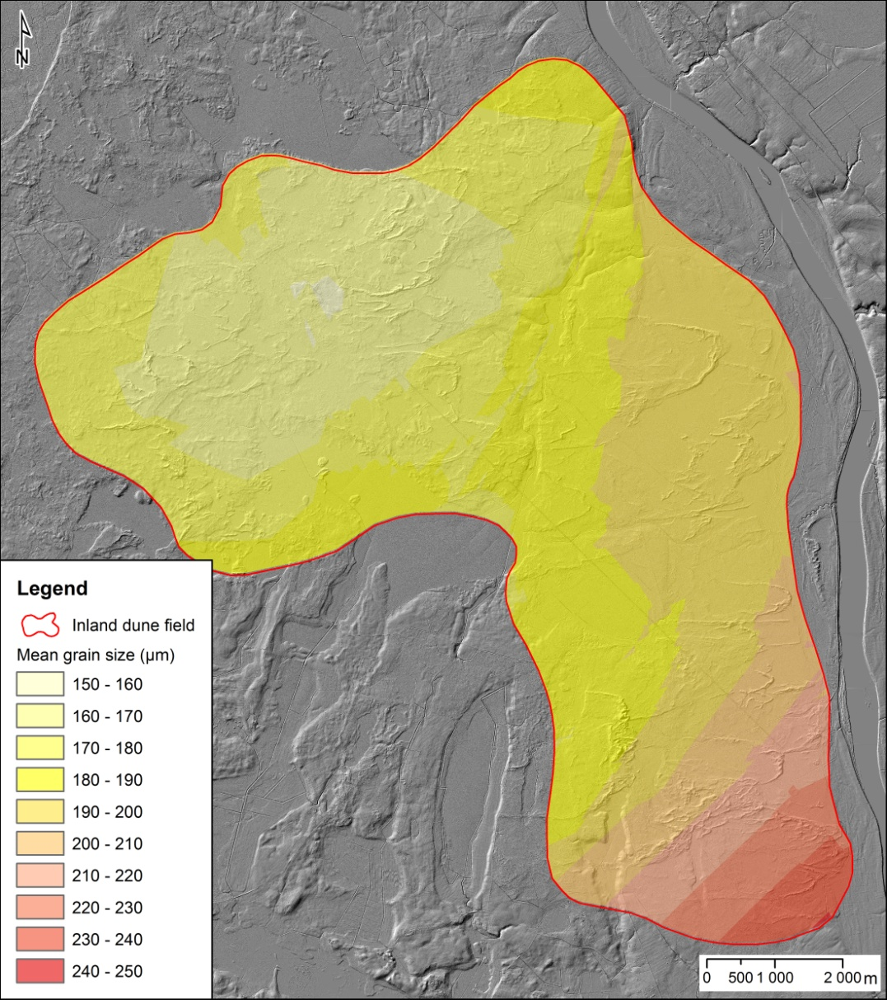 N
Legend
Inland dune field
Mean grain size (µm)
150 - 160
160 - 170
170 - 180
180 - 190
190 - 200
200 - 210
210 - 220
220 - 230
230 - 240
240 - 250
0 500 1 000 2 000 m